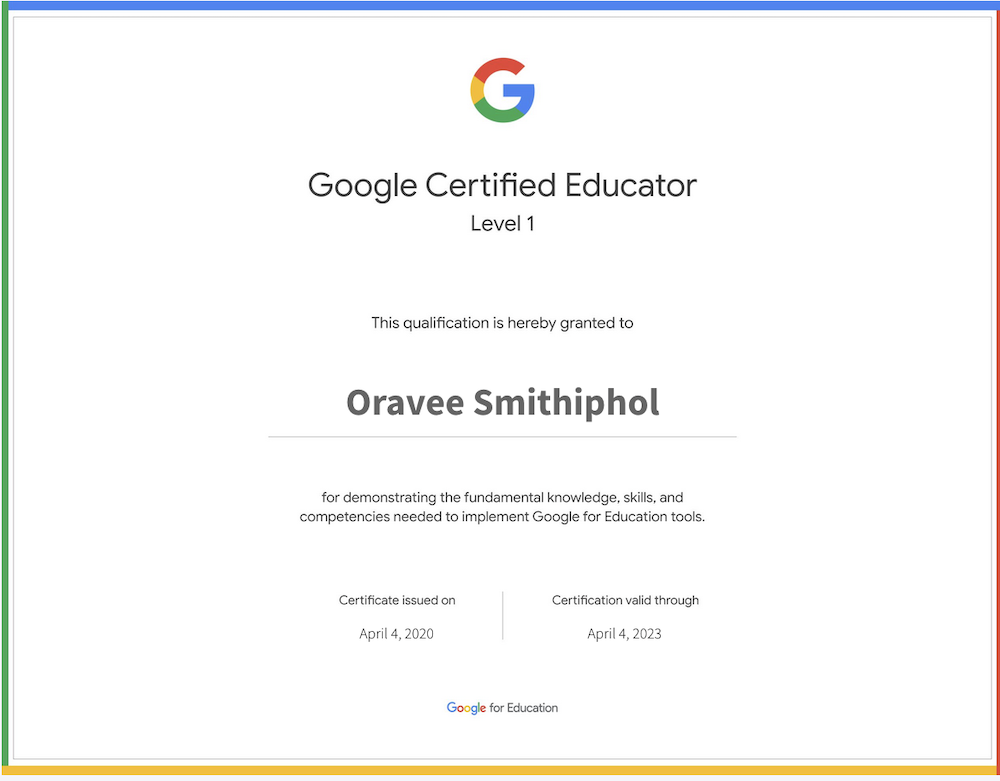 Google Certified Educator
Level 1
This qualification is hereby granted to
Oravee Smithiphol
for demonstrating the fundamental knowledge, skills, and
competencies needed to implement Google for Education tools.
Certificate issued on
April 4, 2020
Certification valid through
April 4, 2023
Google for Education